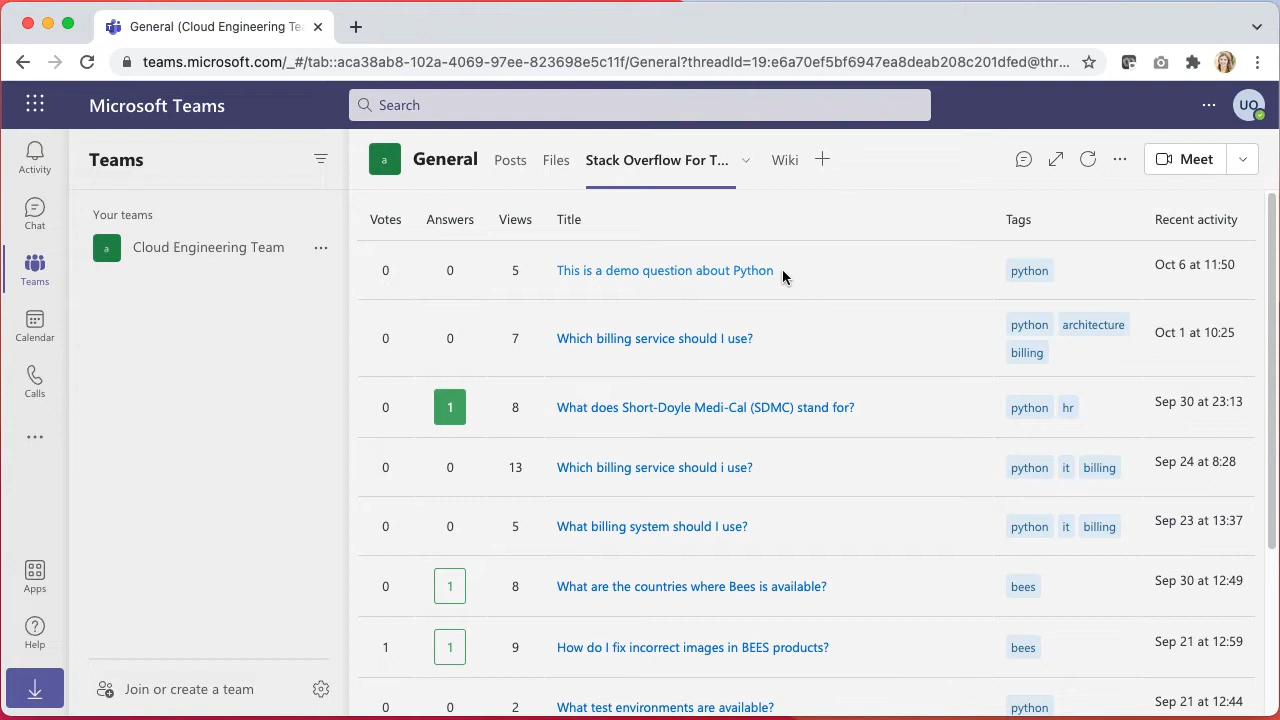 General (Cloud Engineering Te
teams.microsoft.com/_#/tab::aca38ab8-102a-4069-97ee-823698e5c11f/General?threadId=19:e6a70ef5bf6947ea8deab208c201dfed@thr...
Microsoft Teams
Search
UO
Activity
Chat
Teams
Calendar
Calls
Apps
Help
Teams
Your teams
a Cloud Engineering Team
Join or create a team
a General Posts Files Stack Overflow For T... Wiki
Meet
Votes Answers Views Title Tags Recent activity
0 0 5 This is a demo question about Python python Oct 6 at 11:50
0 0 7 Which billing service should I use? python architecture billing Oct 1 at 10:25
0 1 8 What does Short-Doyle Medi-Cal (SDMC) stand for? python hr Sep 30 at 23:13
0 0 13 Which billing service should i use? python it billing Sep 24 at 8:28
0 0 5 What billing system should I use? python it billing Sep 23 at 13:37
0 1 8 What are the countries where Bees is available? bees Sep 30 at 12:49
1 1 9 How do I fix incorrect images in BEES products? bees Sep 21 at 12:59
0 0 2 What test environments are available? python Sep 21 at 12:44